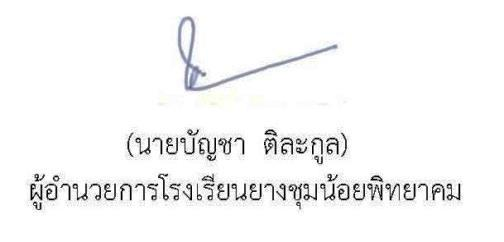 (นายบัญชา ติละกูล)
ผู้อำนวยการโรงเรียนยางชุมน้อยพิทยาคม